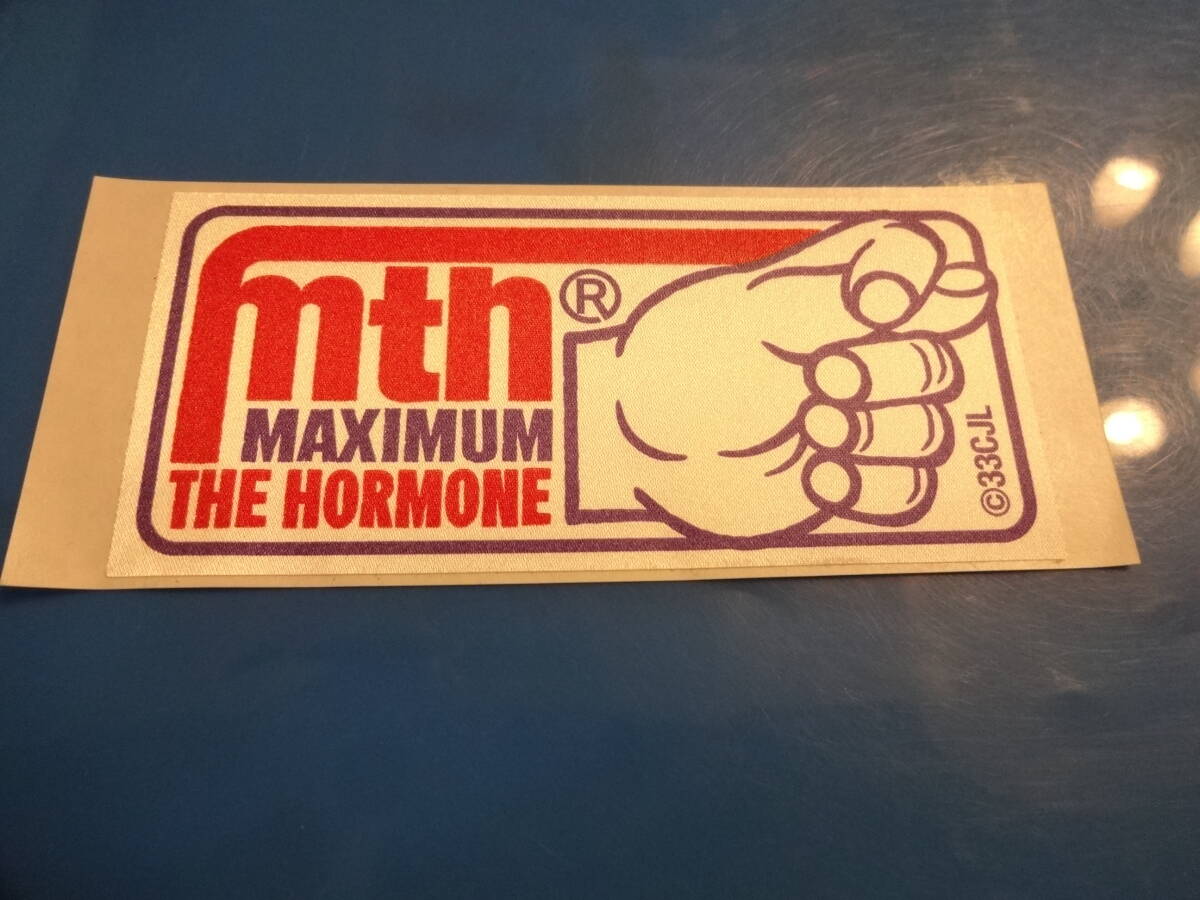 mth®
MAXIMUM
THE HORMONE
©33CJL